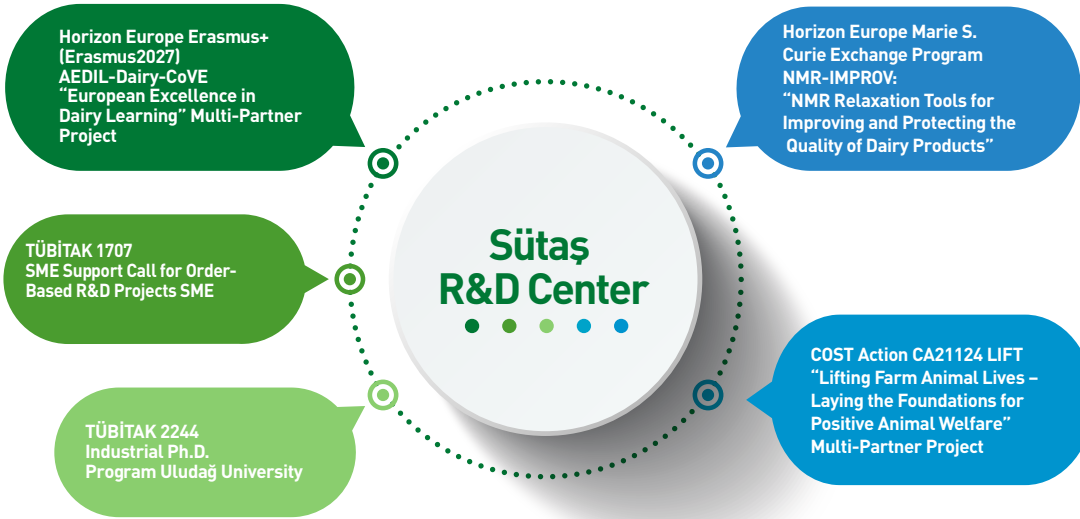 Horizon Europe Erasmus+
(Erasmus2027)
AEDIL-Dairy-CoVE
“European Excellence in
Dairy Learning” Multi-Partner
Project
TÜBİTAK 1707
SME Support Call for Order-
Based R&D Projects SME
TÜBİTAK 2244
Industrial Ph.D.
Program Uludağ University
Sütaş
R&D Center
Horizon Europe Marie S.
Curie Exchange Program
NMR-IMPROV:
“NMR Relaxation Tools for
Improving and Protecting the
Quality of Dairy Products”
COST Action CA21124 LIFT
“Lifting Farm Animal Lives –
Laying the Foundations for
Positive Animal Welfare”
Multi-Partner Project